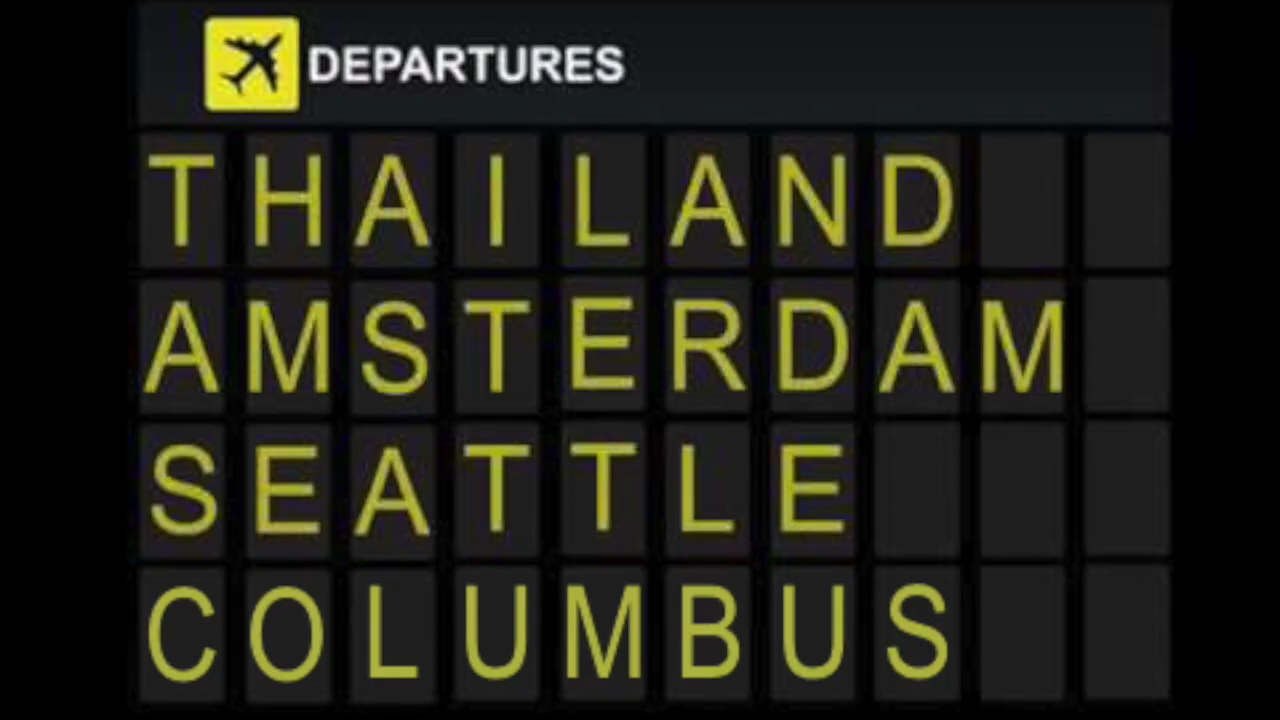 DEPARTURES
THAILAND
AMSTERDAM
SEATTLE
COLUMBUS